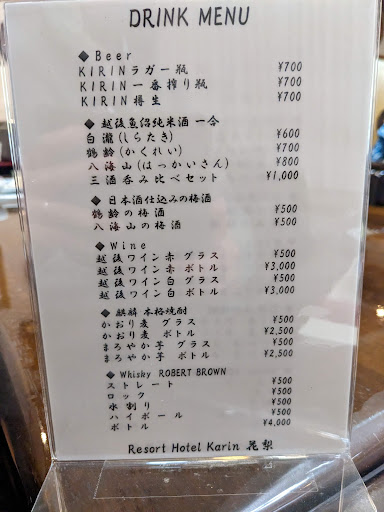 DRINK MENU
◆Beer
KIRINラガー瓶 ¥700
KIRIN一番搾り瓶 ¥700
KIRIN樽生 ¥700
◆越後魚沼純米酒 一合
白瀧(しらたき) ¥600
鶴齢(かくれい) ¥700
八海山(はっかいさん) ¥800
三酒呑み比べセット ¥1,000
◆日本酒仕込みの梅酒
鶴齢の梅酒 ¥500
八海山の梅酒 ¥500
◆Wine
越後ワイン赤 グラス ¥500
越後ワイン赤 ボトル ¥3,000
越後ワイン白 グラス ¥500
越後ワイン白 ボトル ¥3,000
◆麒麟 本格焼酎
かおり麦 グラス ¥500
かおり麦 ボトル ¥2,500
まろやか芋 グラス ¥500
まろやか芋 ボトル ¥2,500
◆Whisky ROBERT BROWN
ストレート ¥500
ロック ¥500
水割り ¥500
ハイボール ¥500
ボトル ¥4,000
Resort Hotel Karin 花梨